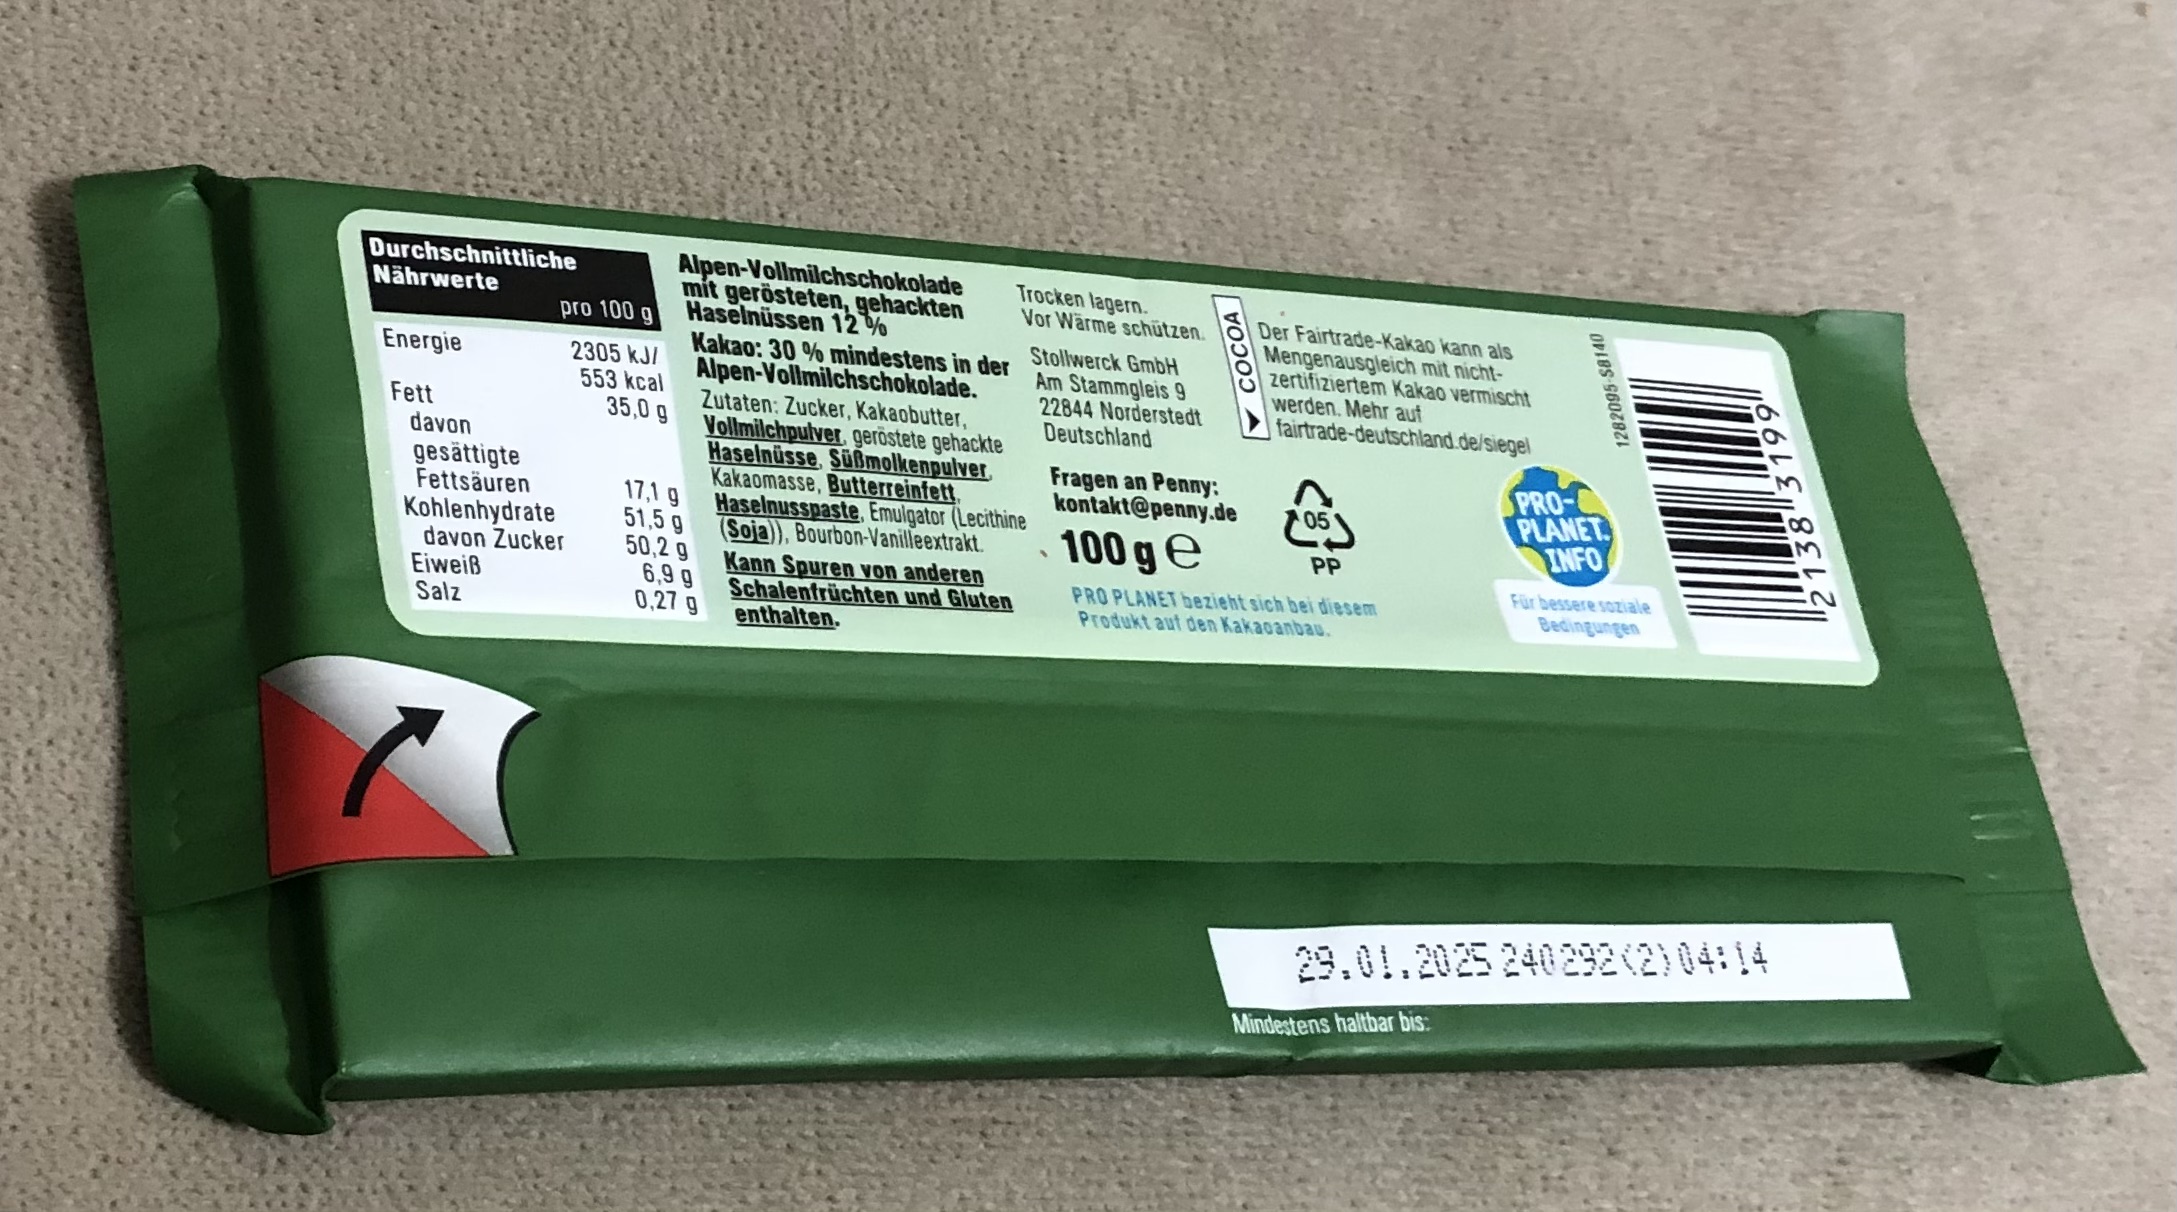 Durchschnittliche
Nährwerte
pro 100 g
Energie 2305 kJ/
553 kcal
Fett 35,0 g
davon
gesättigte
Fettsäuren 17,1 g
Kohlenhydrate 51,5 g
davon Zucker 50,2 g
Eiweiß 6,9 g
Salz 0,27 g
Alpen-Vollmilchschokolade
mit gerösteten, gehackten
Haselnüssen 12 %
Kakao: 30 % mindestens in der
Alpen-Vollmilchschokolade.
Zutaten: Zucker, Kakaobutter,
Vollmilchpulver, geröstete gehackte
Haselnüsse, Süßmolkenpulver,
Kakaomasse, Butterreinfett,
Haselnusspaste, Emulgator (Lecithine
(Soja)), Bourbon-Vanilleextrakt.
Kann Spuren von anderen
Schalenfrüchten und Gluten
enthalten.
Trocken lagern.
Vor Wärme schützen.
Stollwerck GmbH
Am Stammgleis 9
22844 Norderstedt
Deutschland
Fragen an Penny:
kontakt@penny.de
100 g e
COCOA
Der Fairtrade-Kakao kann als
Mengenausgleich mit nicht-
zertifiziertem Kakao vermischt
werden. Mehr auf
fairtrade-deutschland.de/siegel
05
PP
PRO PLANET bezieht sich bei diesem
Produkt auf den Kakaoanbau.
PRO-
PLANET.
INFO
Für bessere soziale
Bedingungen
1282095-S8140
21383199
29.01.2025 240292(2)04:14
Mindestens haltbar bis: